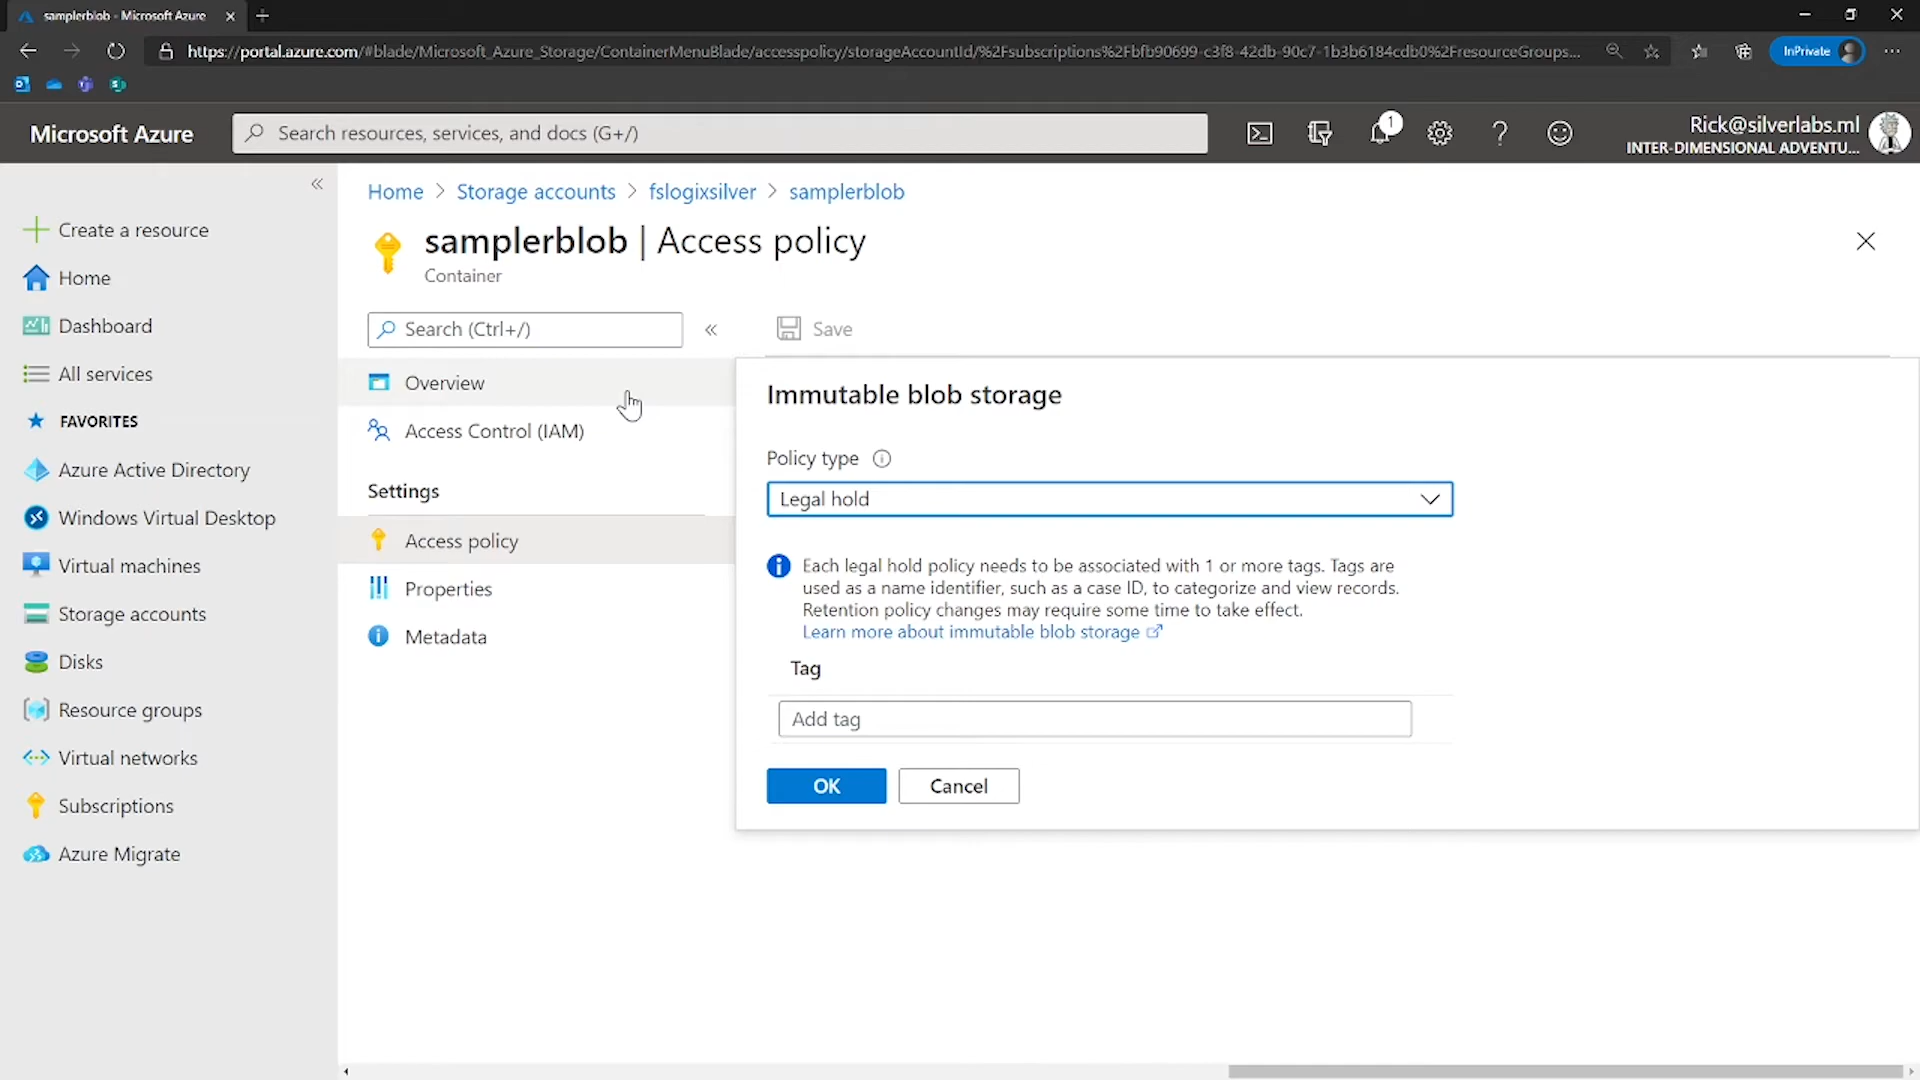 samplerblob - Microsoft Azure
https://portal.azure.com/#blade/Microsoft_Azure_Storage/ContainerMenuBlade/accesspolicy/storageAccountId/%2Fsubscriptions%2Fbfb90699-c3f8-42db-90c7-1b3b6184cdb0%2FresourceGroups...
InPrivate
Microsoft Azure
Search resources, services, and docs (G+/)
1
Rick@silverlabs.ml
INTER-DIMENSIONAL ADVENTU...
Create a resource
Home
Dashboard
All services
FAVORITES
Azure Active Directory
Windows Virtual Desktop
Virtual machines
Storage accounts
Disks
Resource groups
Virtual networks
Subscriptions
Azure Migrate
Home > Storage accounts > fslogixsilver > samplerblob
samplerblob | Access policy
Container
Search (Ctrl+/)
Save
Overview
Access Control (IAM)
Settings
Access policy
Properties
Metadata
Immutable blob storage
Policy type
Legal hold
Each legal hold policy needs to be associated with 1 or more tags. Tags are
used as a name identifier, such as a case ID, to categorize and view records.
Retention policy changes may require some time to take effect.
Learn more about immutable blob storage
Tag
Add tag
OK
Cancel